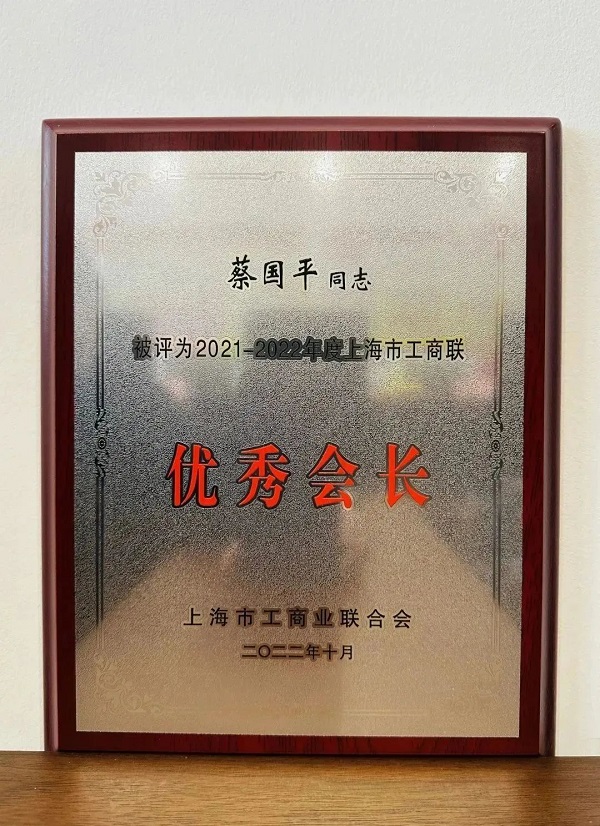 蔡国平 同志
被评为2021-2022年度上海市工商联
优秀会长
上海市工商业联合会
二〇二二年十月